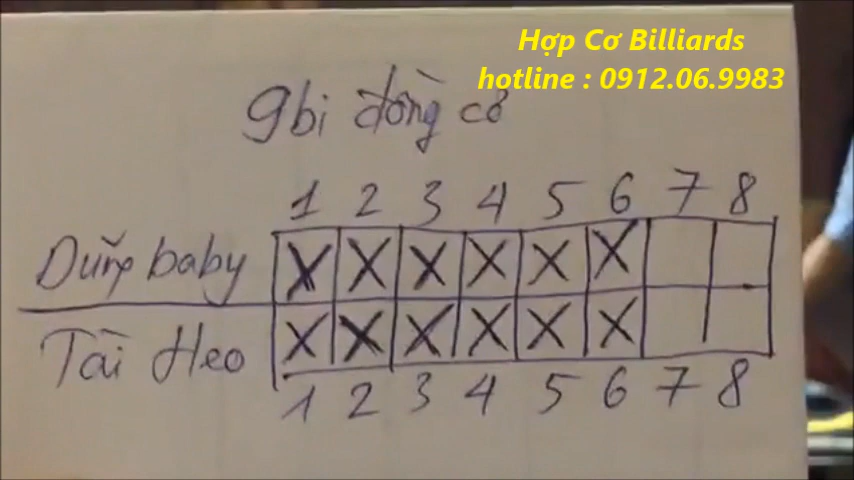 Hợp Cơ Billiards
hotline : 0912.06.9983
9bi đồng cơ
1 2 3 4 5 6 7 8
Dũng baby X X X X X X
Tài Heo X X X X X X
1 2 3 4 5 6 7 8